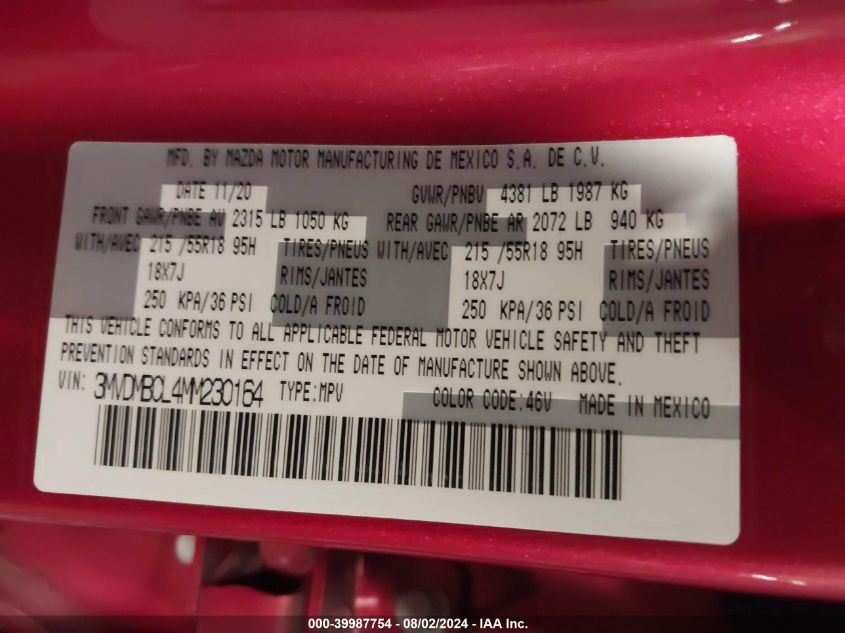 MFD. BY MAZDA MOTOR MANUFACTURING DE MEXICO S.A. DE C.V.
DATE 11/20 GVWR/PNBV 4381 LB 1987 KG
FRONT GAWR/PNBE AV 2315 LB 1050 KG REAR GAWR/PNBE AR 2072 LB 940 KG
WITH/AVEC 215 /55R18 95H TIRES/PNEUS WITH/AVEC 215 /55R18 95H TIRES/PNEUS
18X7J RIMS/JANTES 18X7J RIMS/JANTES
250 KPA/36 PSI COLD/A FROID 250 KPA/36 PSI COLD/A FROID
THIS VEHICLE CONFORMS TO ALL APPLICABLE FEDERAL MOTOR VEHICLE SAFETY AND THEFT
PREVENTION STANDARDS IN EFFECT ON THE DATE OF MANUFACTURE SHOWN ABOVE.
VIN: 3MVDMBCL4MM230164 TYPE:MPV COLOR CODE:46V MADE IN MEXICO
000-39987754 - 08/02/2024 - IAA Inc.